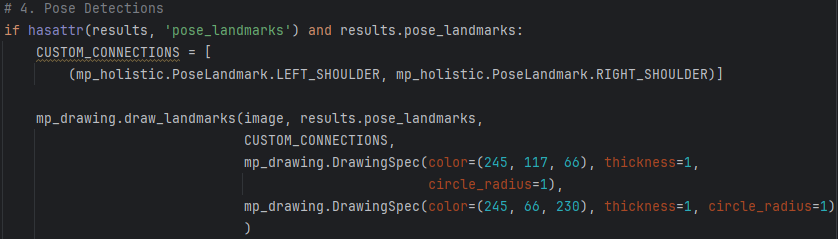 # 4. Pose Detections
if hasattr(results, 'pose_landmarks') and results.pose_landmarks:
    CUSTOM_CONNECTIONS = [
        (mp_holistic.PoseLandmark.LEFT_SHOULDER, mp_holistic.PoseLandmark.RIGHT_SHOULDER)]
    mp_drawing.draw_landmarks(image, results.pose_landmarks,
                              CUSTOM_CONNECTIONS,
                              mp_drawing.DrawingSpec(color=(245, 117, 66), thickness=1,
                                                     circle_radius=1),
                              mp_drawing.DrawingSpec(color=(245, 66, 230), thickness=1, circle_radius=1)
                              )